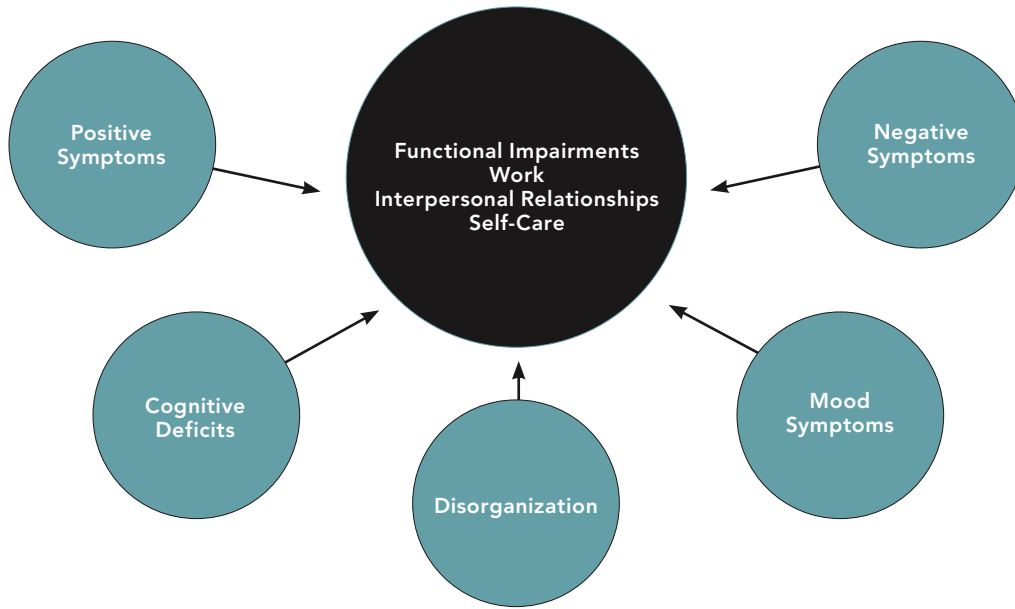 Positive
Symptoms
Functional Impairments
Work
Interpersonal Relationships
Self-Care
Negative
Symptoms
Cognitive
Deficits
Disorganization
Mood
Symptoms